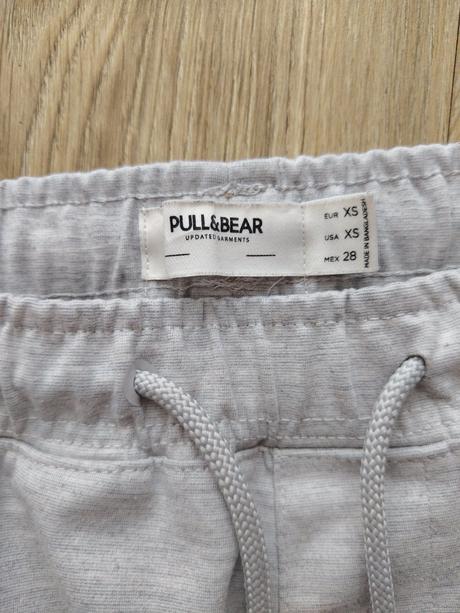 PULL&BEAR
UPDATED GARMENTS
EUR XS
USA XS
MEX 28
MADE IN BANGLADESH